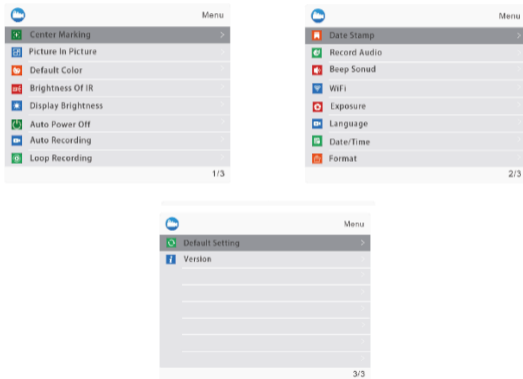 Menu
Center Marking
Picture In Picture
Default Color
Brightness Of IR
Display Brightness
Auto Power Off
Auto Recording
Loop Recording
1/3
Menu
Date Stamp
Record Audio
Beep Sonud
WiFi
Exposure
Language
Date/Time
Format
2/3
Menu
Default Setting
Version
3/3